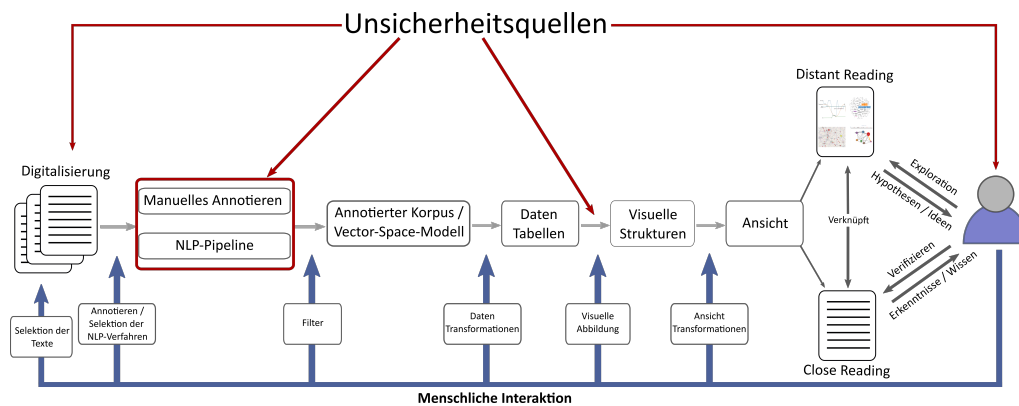 Unsicherheitsquellen
Distant Reading
Digitalisierung
Manuelles Annotieren
NLP-Pipeline
Annotierter Korpus /
Vector-Space-Modell
Daten
Tabellen
Visuelle
Strukturen
Ansicht
Verknüpft
Exploration
Hypothesen / Ideen
Verifizieren
Erkenntnisse / Wissen
Selektion der
Texte
Annotieren /
Selektion der
NLP-Verfahren
Filter
Daten
Transformationen
Visuelle
Abbildung
Ansicht
Transformationen
Close Reading
Menschliche Interaktion